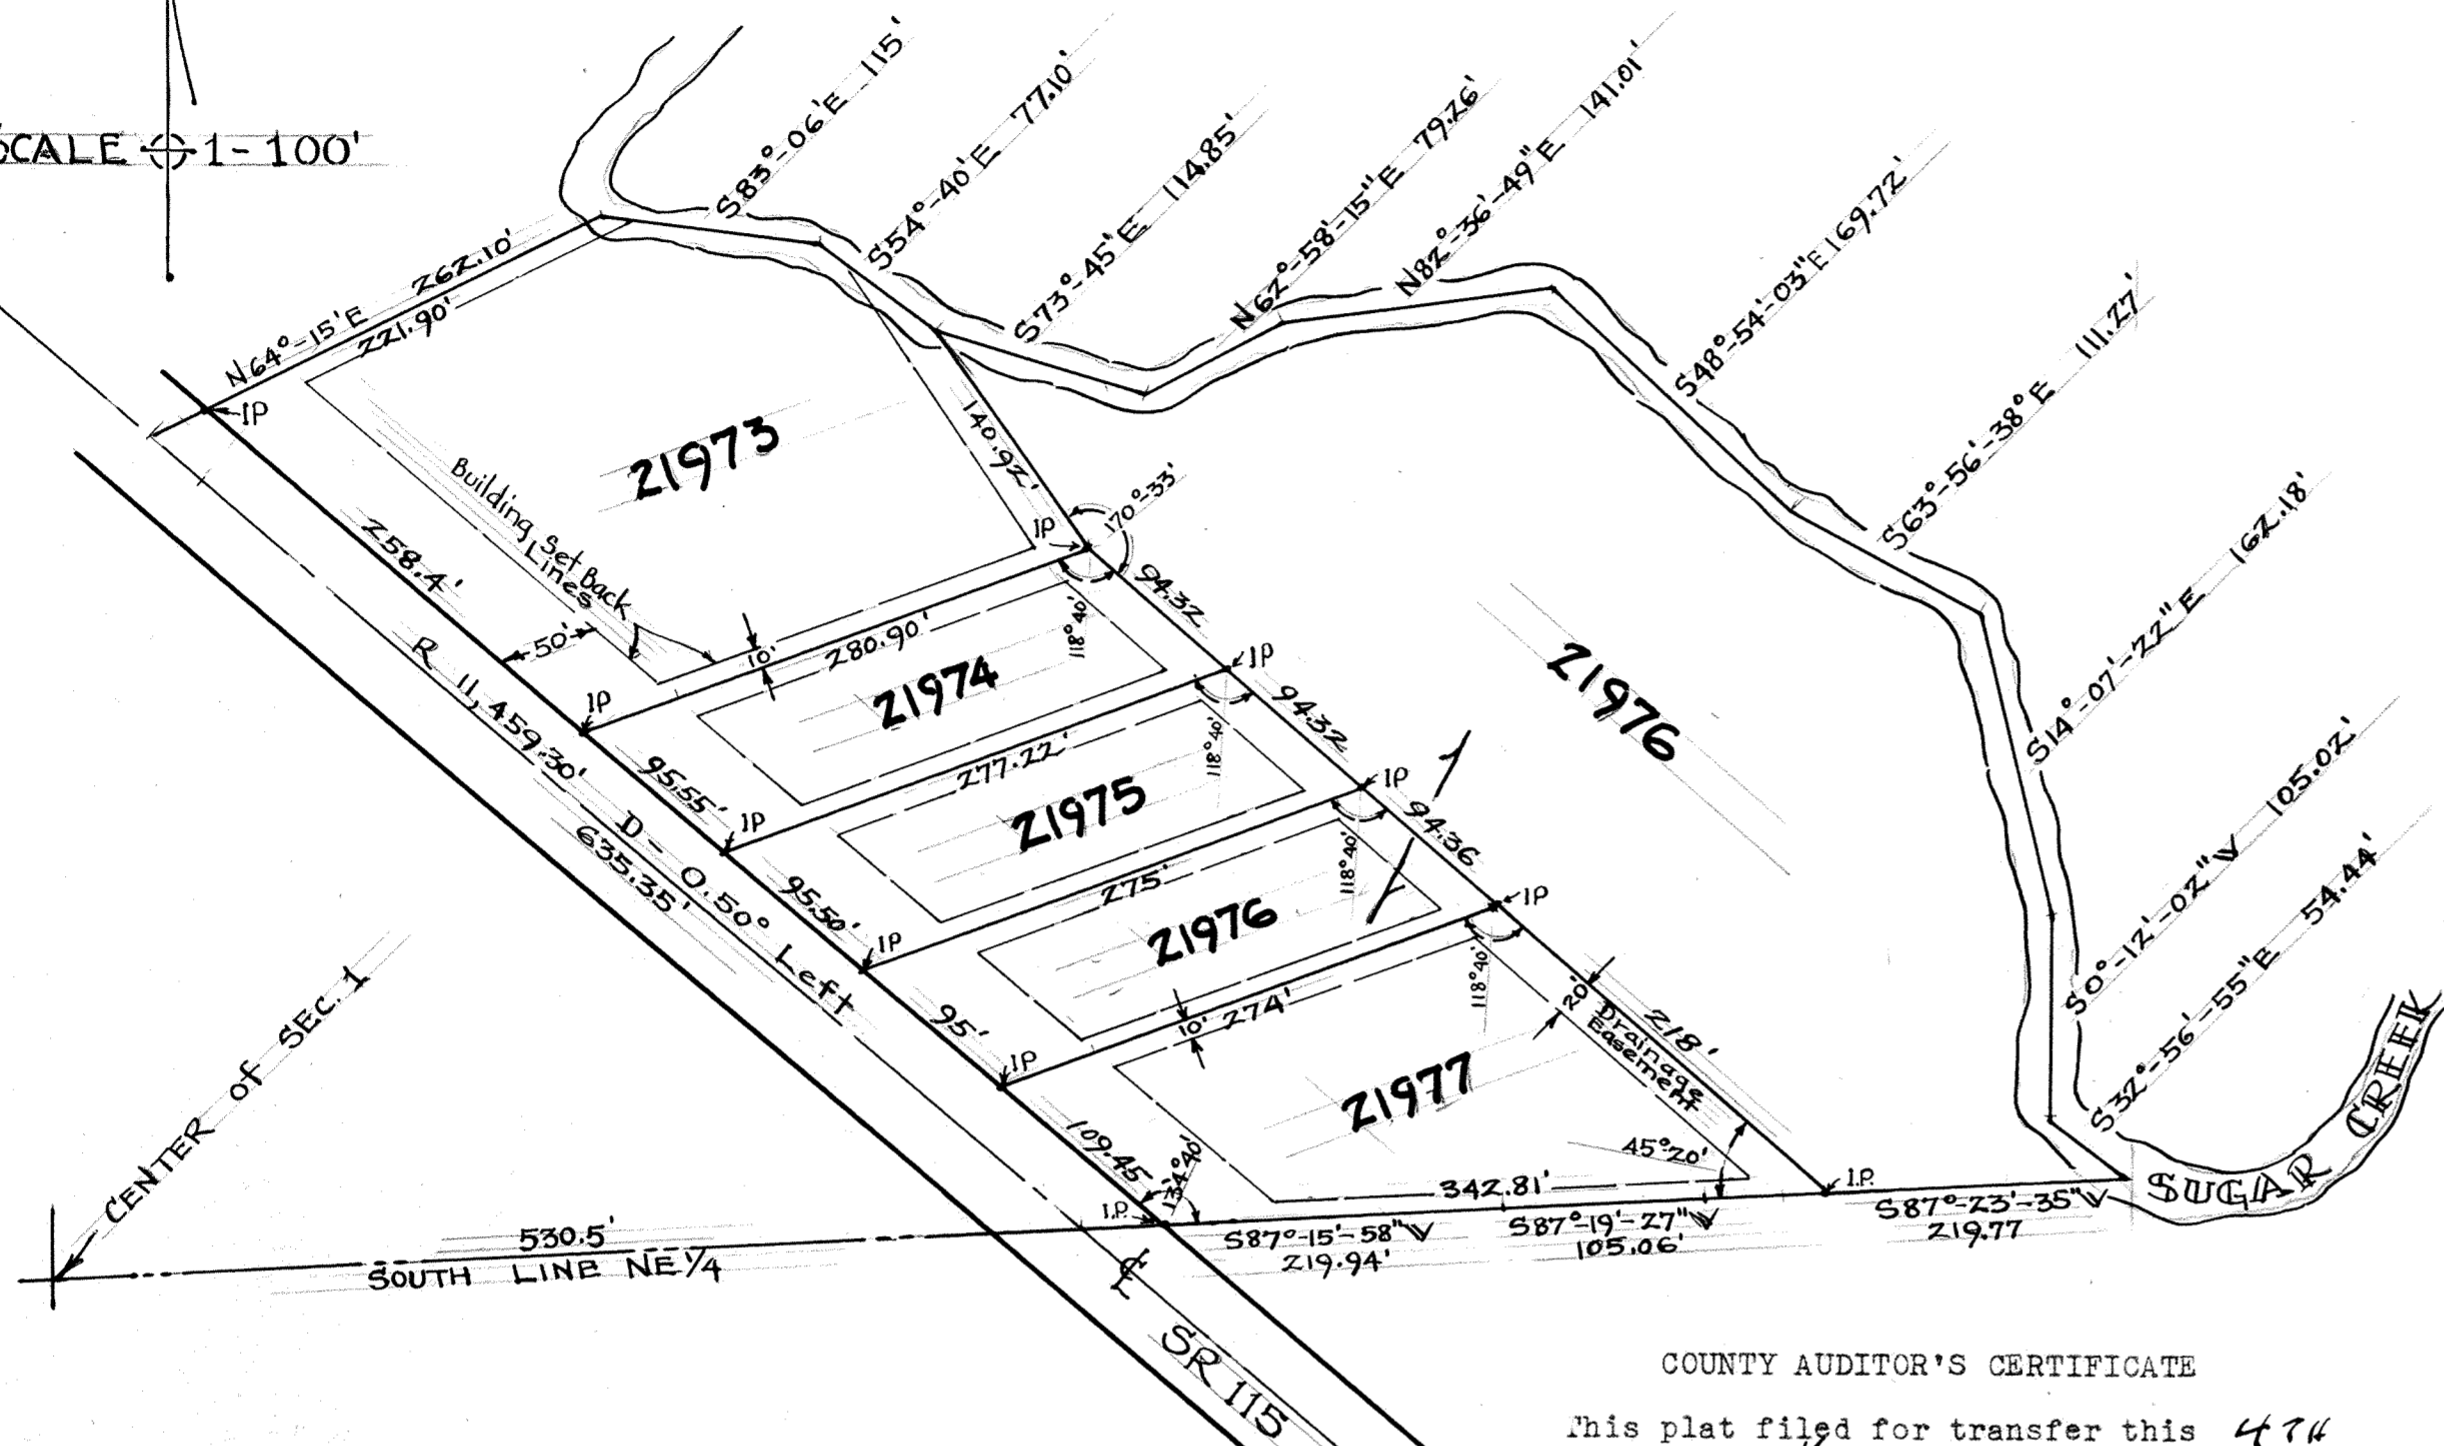 CALE 1-100'
S83°-06'E 115'
S54°-40'E 77.10'
S73°-45'E 114.85'
N62°-58'-15"E 79.26'
N82°-36'-49"E 141.01'
S48°-54'-03"E 169.72'
S63°-56'-38°E 111.27'
S14°-07'-22"E 162.18'
S0°-12'-02"W 105.02'
S32°-56'-55"E 54.44'
N64°-15'E 262.10'
221.90'
IP
21973
140.92'
Building Set Back
Lines
258.4'
50'
10'
280.90'
IP
170°-33'
118°40'
94.32
IP
21974
IP
R 11,459.30' D-0.50° Left
635.35'
95.55'
277.22'
118°40'
94.32
IP
21975
IP
21976
95.50'
275'
118°40'
94.36
IP
21976
IP
95'
10'
274'
118°40'
IP
20'
Drainage
Easement
218'
21977
IP
109.45'
134°40'
45°20'
342.81'
I.P.
I.P.
S87°-15'-58"W
219.94'
S87°-19'-27"W
105.06'
S87°-23'-35"W
219.77
SUGAR CREEK
CENTER of SEC. 1
530.5'
SOUTH LINE NE 1/4
℄
SR 115
COUNTY AUDITOR'S CERTIFICATE
This plat filed for transfer this 4TH